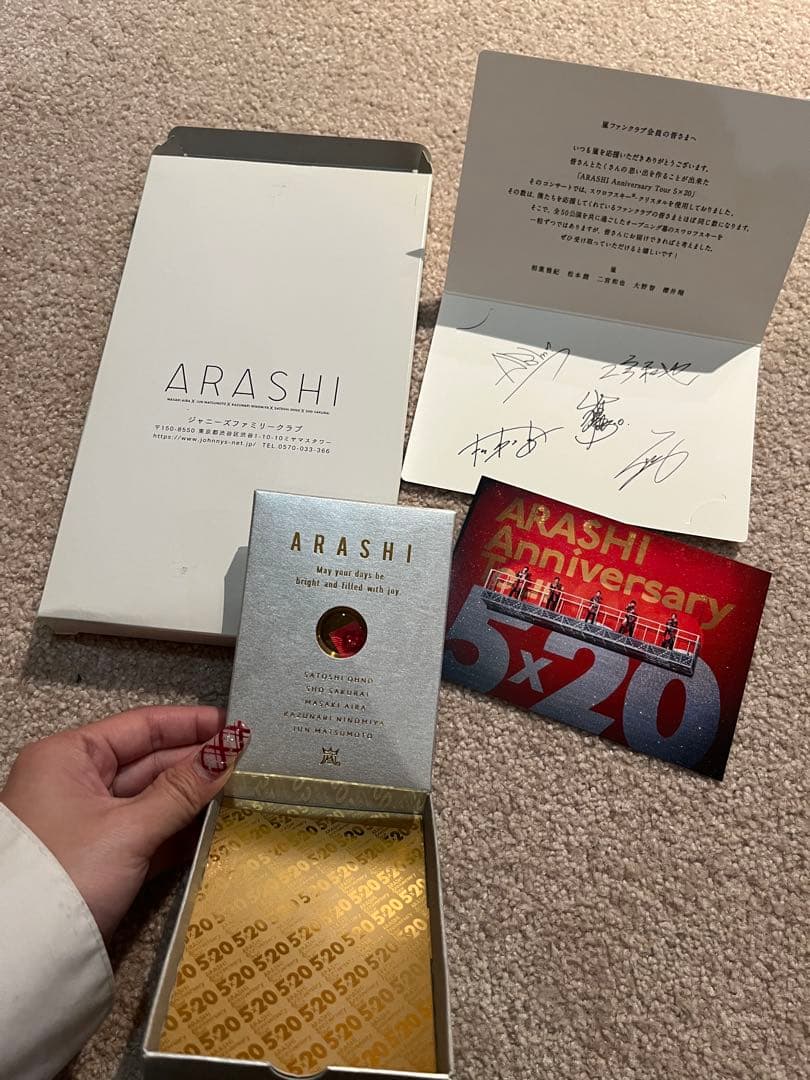 ARASHI
MASAKI AIBA x JUN MATSUMOTO x KAZUNARI NINOMIYA x SATOSHI OHNO x SHO SAKURAI
ジャニーズファミリークラブ
〒150-8550 東京都渋谷区渋谷1-10-10ミヤマスタワー
https://www.johnnys-net.jp/ TEL.0570-033-366
嵐ファンクラブ会員の皆さまへ
いつも嵐を応援いただきありがとうございます。
皆さんとたくさんの思い出を作ることが出来た
「ARASHI Anniversary Tour 5×20」
そのコンサートでは、スワロフスキー®・クリスタルを使用しておりました。
その数は、僕たちを応援してくれているファンクラブの皆さまとほぼ同じ数になります。
そこで、全50公演を共に過ごしたオープニング幕のスワロフスキーを
一粒ずつではありますが、皆さんにお届けできればと考えました。
ぜひ受け取っていただけると嬉しいです!
嵐
相葉雅紀 松本潤 二宮和也 大野智 櫻井翔
ARASHI
May your days be
bright and filled with joy.
SATOSHI OHNO
SHO SAKURAI
MASAKI AIBA
KAZUNARI NINOMIYA
JUN MATSUMOTO
ARASHI
Anniversary
5x20
5×20 5×20 5×20